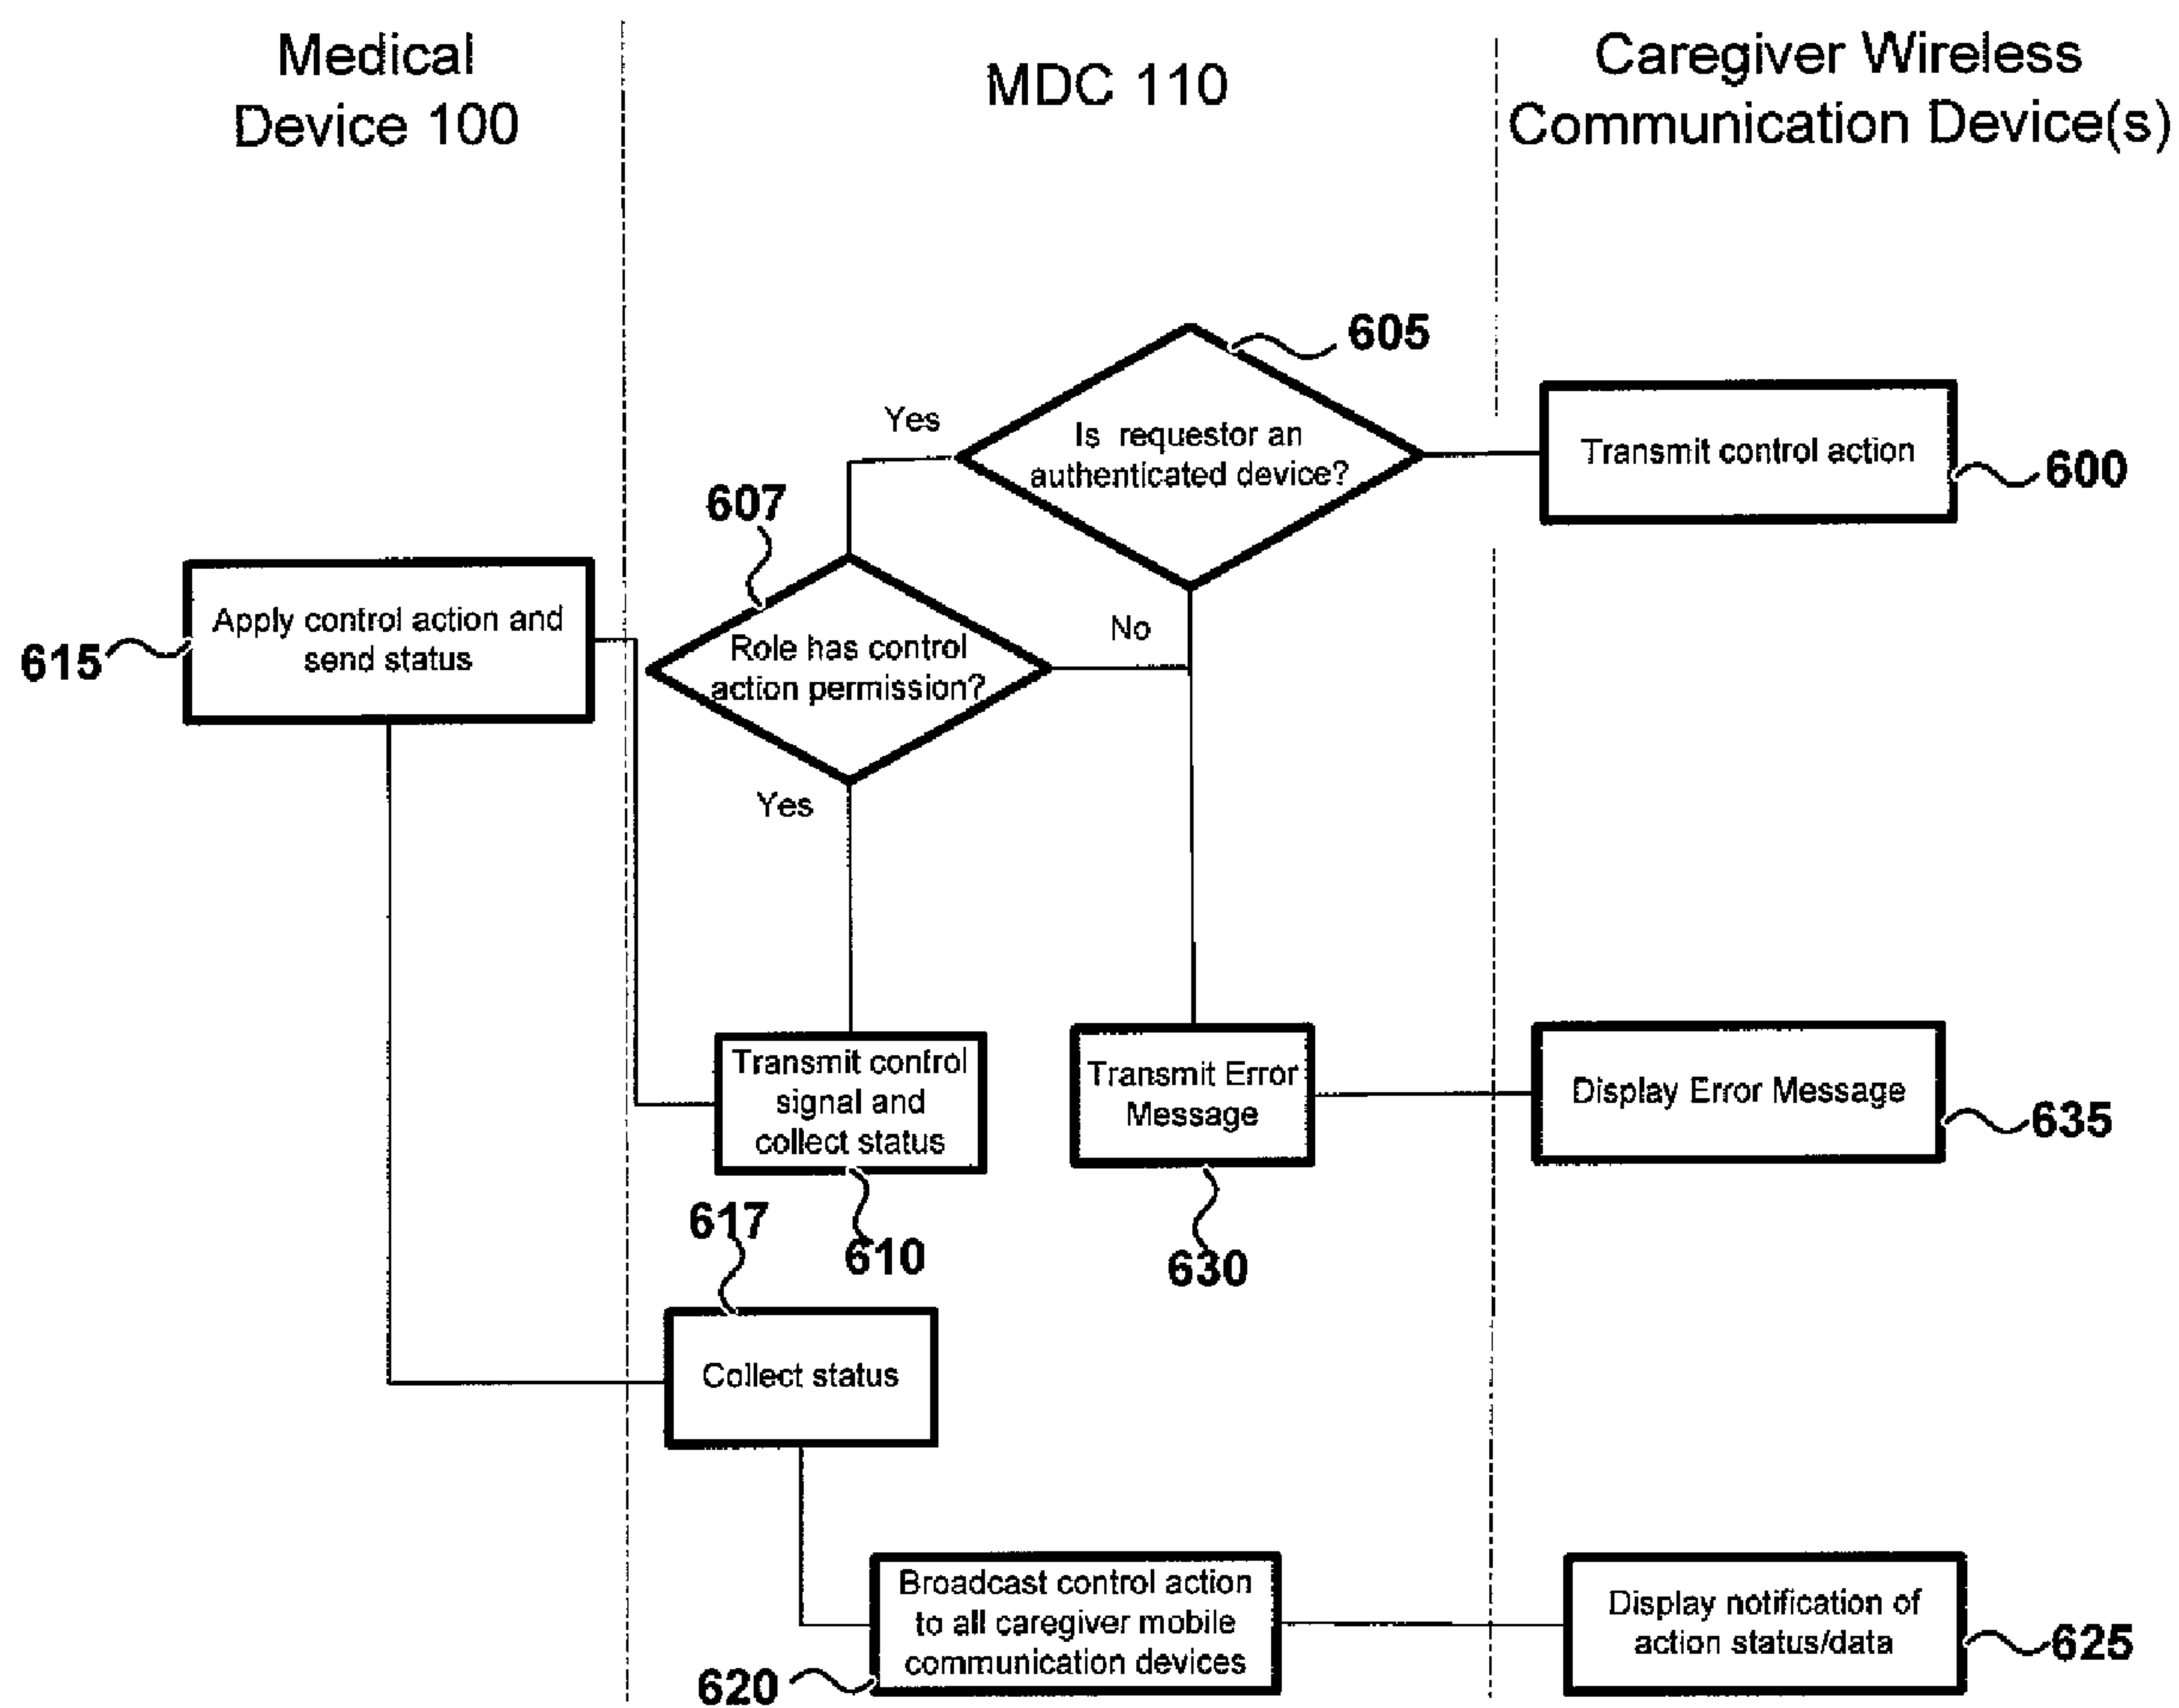 Medical
Device 100
MDC 110
Caregiver Wireless
Communication Device(s)
605
Yes
Is requestor an
authenticated device?
Transmit control action
600
607
Apply control action and
send status
615
Role has control
action permission?
No
Yes
Transmit control
signal and
collect status
610
Transmit Error
Message
630
Display Error Message
635
617
Collect status
Broadcast control action
to all caregiver mobile
communication devices
620
Display notification of
action status/data
625